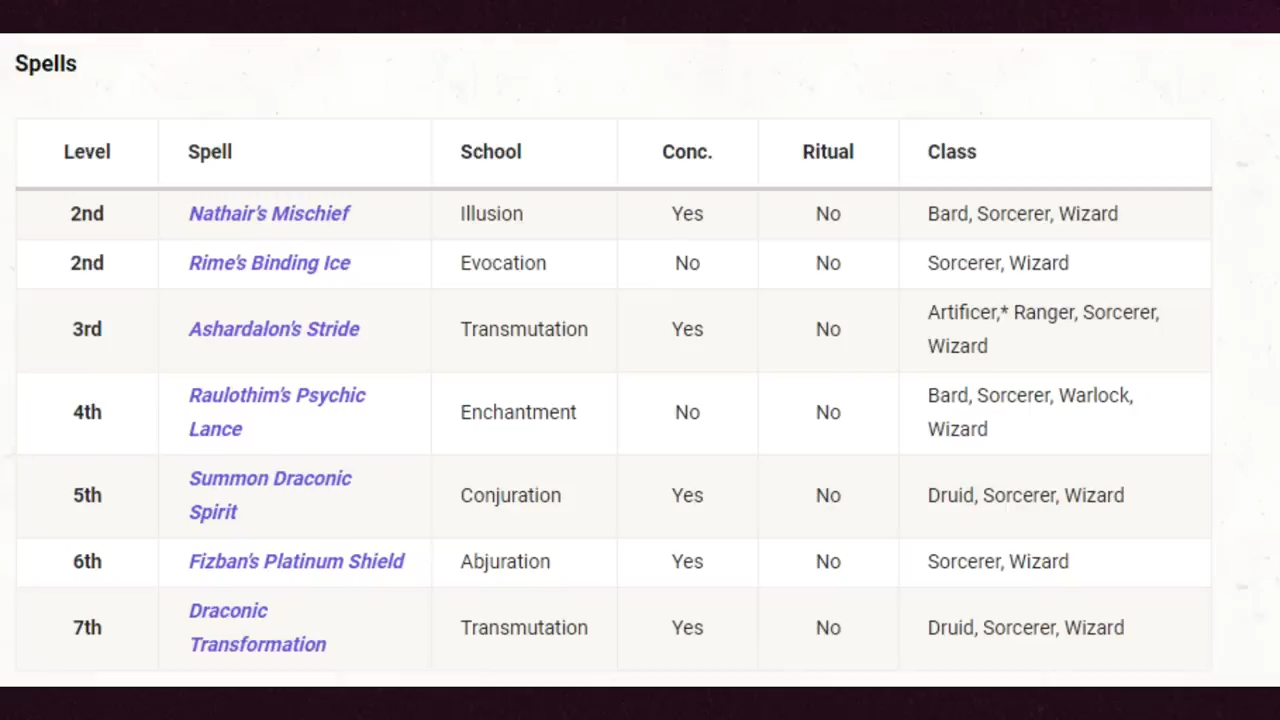 Spells
Level Spell School Conc. Ritual Class
2nd Nathair's Mischief Illusion Yes No Bard, Sorcerer, Wizard
2nd Rime's Binding Ice Evocation No No Sorcerer, Wizard
3rd Ashardalon's Stride Transmutation Yes No Artificer,* Ranger, Sorcerer,
Wizard
4th Raulothim's Psychic Enchantment No No Bard, Sorcerer, Warlock,
Lance Wizard
5th Summon Draconic Conjuration Yes No Druid, Sorcerer, Wizard
Spirit
6th Fizban's Platinum Shield Abjuration Yes No Sorcerer, Wizard
7th Draconic Transmutation Yes No Druid, Sorcerer, Wizard
Transformation